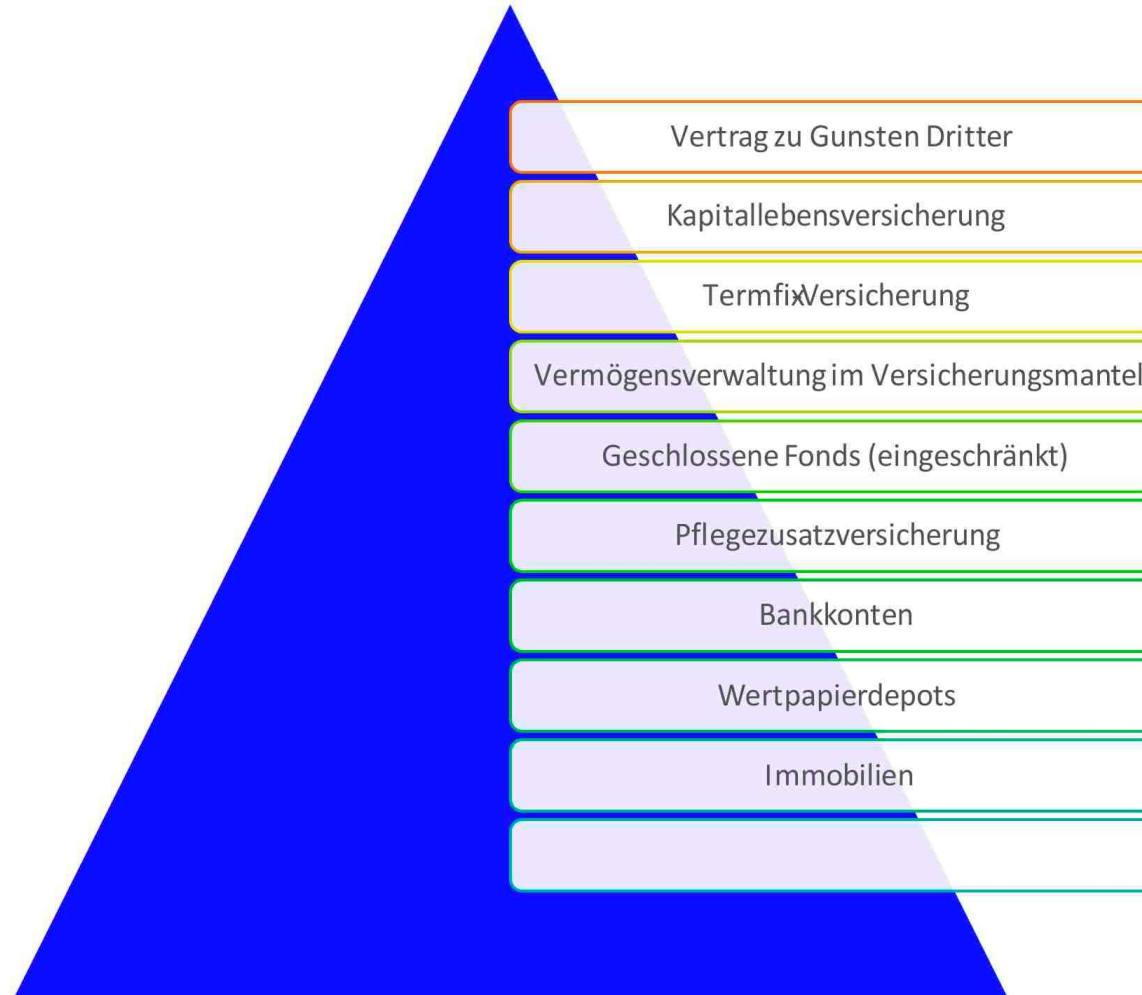 Vertrag zu Gunsten Dritter
Kapitallebensversicherung
TermfixVersicherung
Vermögensverwaltung im Versicherungsmantel
Geschlossene Fonds (eingeschränkt)
Pflegezusatzversicherung
Bankkonten
Wertpapierdepots
Immobilien